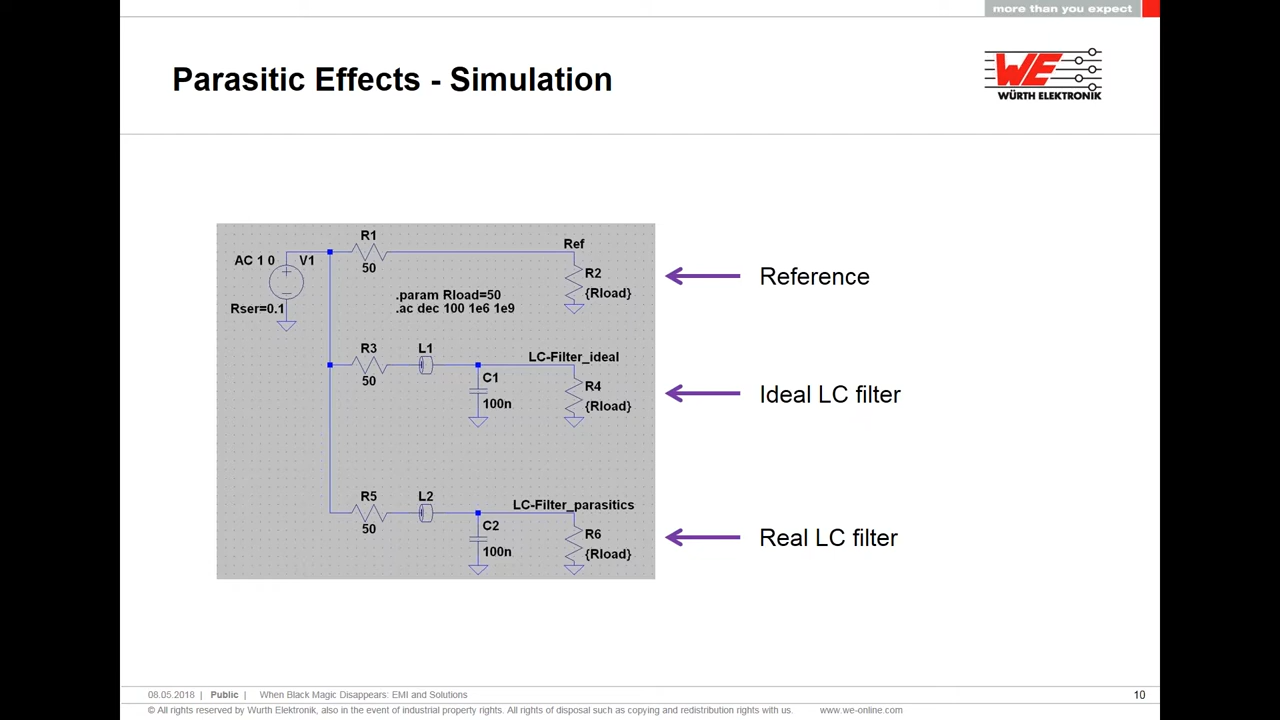 more than you expect
Parasitic Effects - Simulation
WE
WÜRTH ELEKTRONIK
R1
50
AC 1 0
V1
Rser=0.1
Ref
R2
{Rload}
.param Rload=50
.ac dec 100 1e6 1e9
Reference
R3
50
L1
LC-Filter_ideal
C1
100n
R4
{Rload}
Ideal LC filter
R5
50
L2
LC-Filter_parasitics
C2
100n
R6
{Rload}
Real LC filter
08.05.2018 | Public | When Black Magic Disappears: EMI and Solutions 10
© All rights reserved by Wurth Elektronik, also in the event of industrial property rights. All rights of disposal such as copying and redistribution rights with us. www.we-online.com